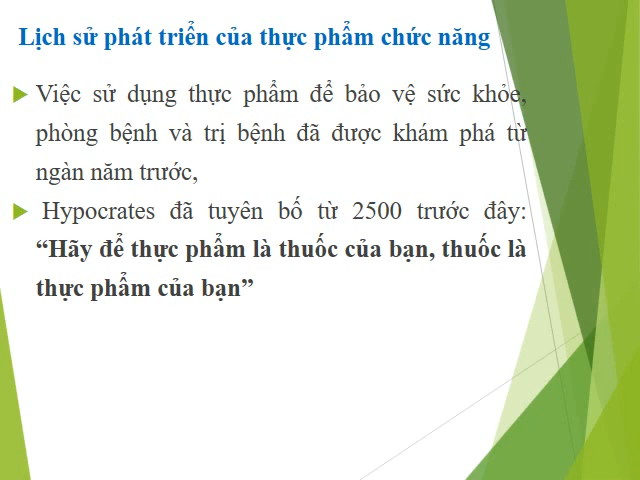 Lịch sử phát triển của thực phẩm chức năng
Việc sử dụng thực phẩm để bảo vệ sức khỏe,
phòng bệnh và trị bệnh đã được khám phá từ
ngàn năm trước,
Hypocrates đã tuyên bố từ 2500 trước đây:
“Hãy để thực phẩm là thuốc của bạn, thuốc là
thực phẩm của bạn”